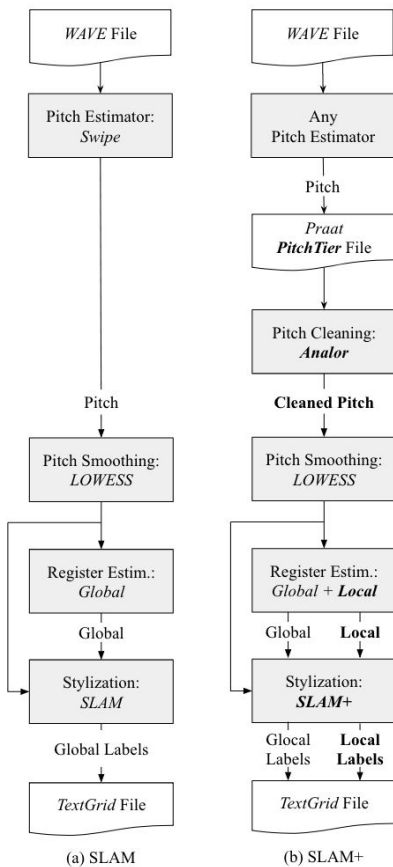 WAVE File
Pitch Estimator:
Swipe
Pitch
Pitch Smoothing:
LOWESS
Register Estim.:
Global
Global
Stylization:
SLAM
Global Labels
TextGrid File
(a) SLAM
WAVE File
Any
Pitch Estimator
Pitch
Praat
PitchTier File
Pitch Cleaning:
Analor
Cleaned Pitch
Pitch Smoothing:
LOWESS
Register Estim.:
Global + Local
Global Local
Stylization:
SLAM+
Glocal Local
Labels Labels
TextGrid File
(b) SLAM+